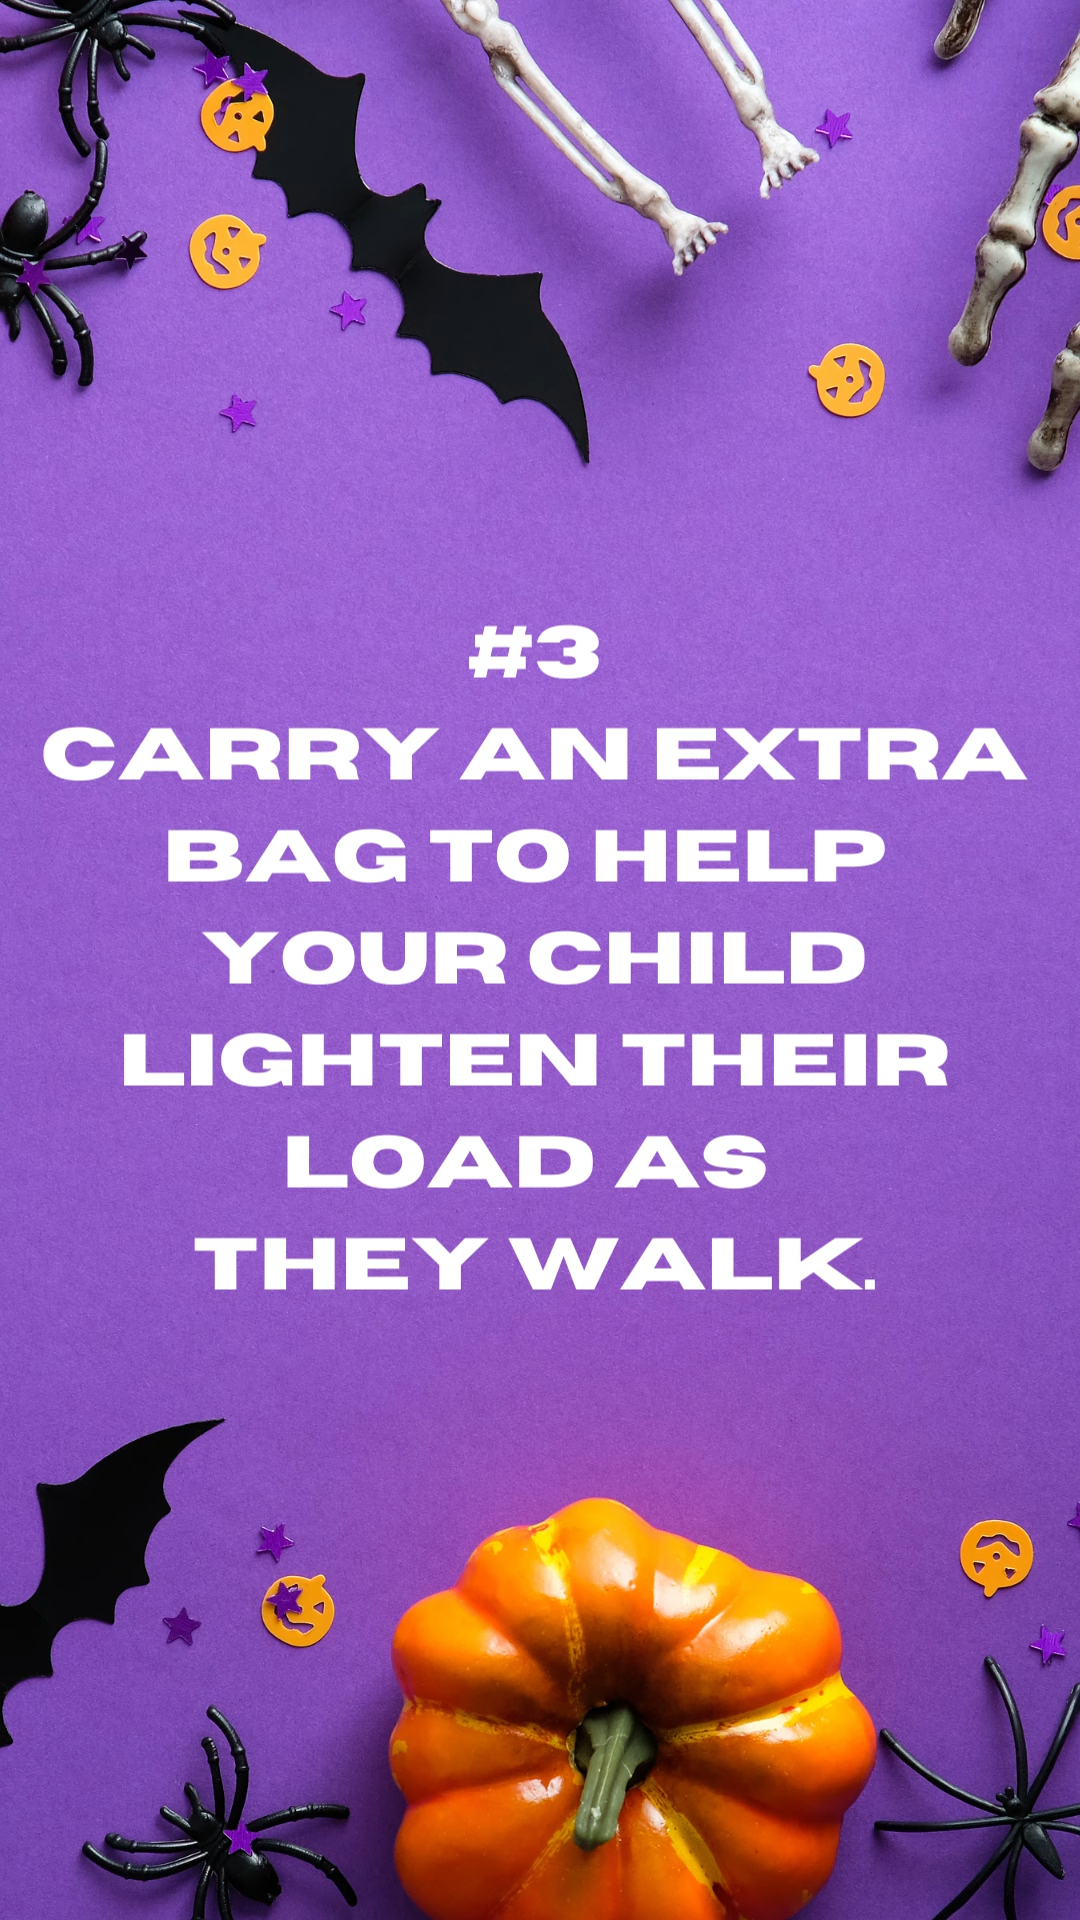 #3
CARRY AN EXTRA
BAG TO HELP
YOUR CHILD
LIGHTEN THEIR
LOAD AS
THEY WALK.